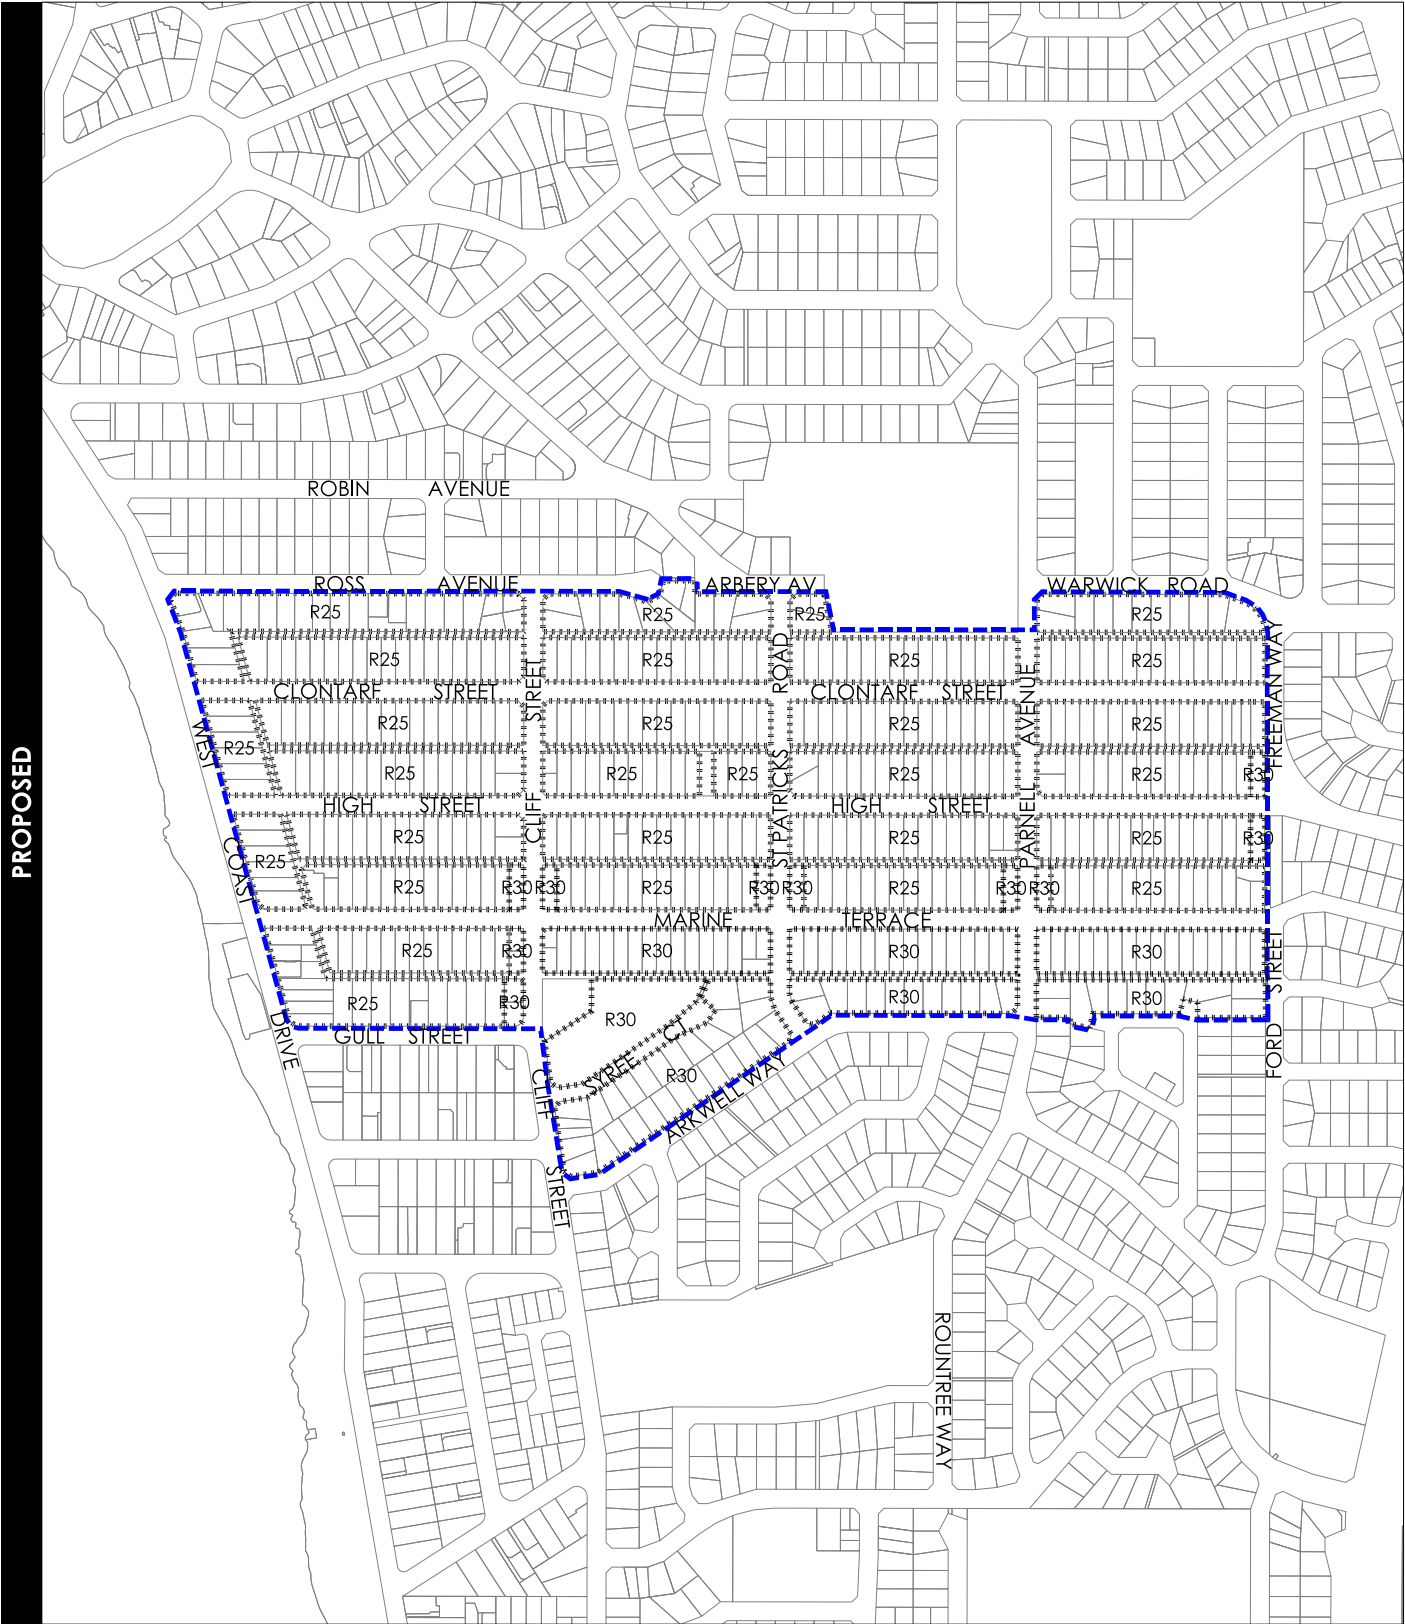 PROPOSED
ROBIN AVENUE
ROSS AVENUE
ARBERY AV
WARWICK ROAD
R25
R25
R25
R25
R25
R25
R25
R25
CLONTARF STREET
CLONTARF STREET
STREET
ROAD
AVENUE
FREEMAN WAY
WEST
R25
R25
R25
R25
R25
R25
R25
R25
R25
R25
R25
R30
HIGH STREET
HIGH STREET
CLIFF
ST PATRICKS
PARNELL
COAST
R25
R25
R25
R25
R25
R30
R25
R30
R30
R25
R30
R30
R25
R30
R30
R25
MARINE TERRACE
R25
R30
R30
R30
R30
R25
R30
R30
R30
R30
STREET
FORD
DRIVE
GULL STREET
SYREE CT
R30
ARKWELL WAY
CLIFF
STREET
ROUNTREE WAY